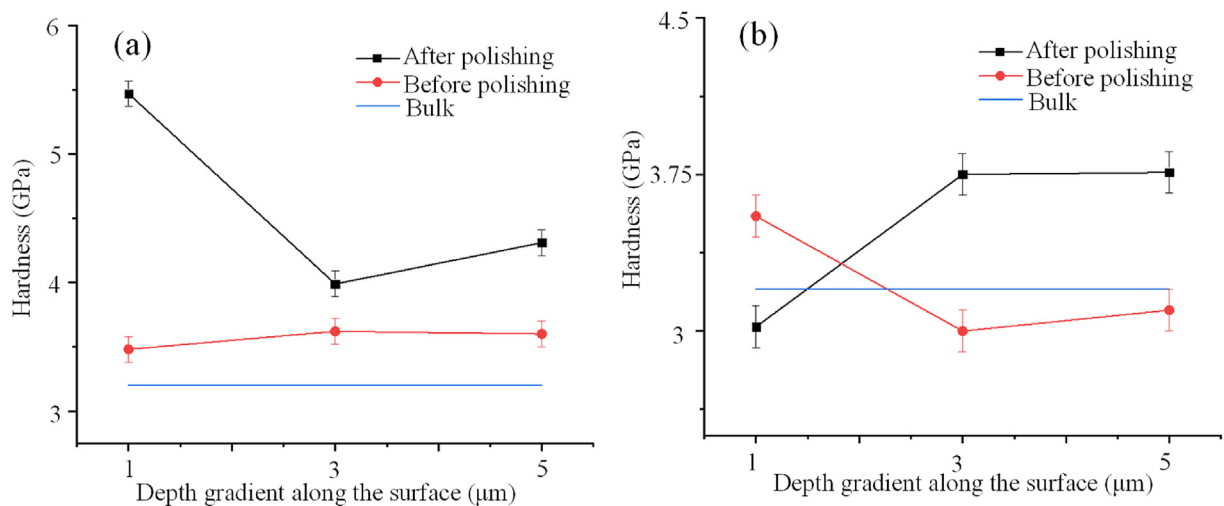 (a)
After polishing
Before polishing
Bulk
6
5
4
3
Hardness (GPa)
1
3
5
Depth gradient along the surface (μm)
(b)
After polishing
Before polishing
Bulk
4.5
3.75
3
Hardness (GPa)
1
3
5
Depth gradient along the surface (μm)